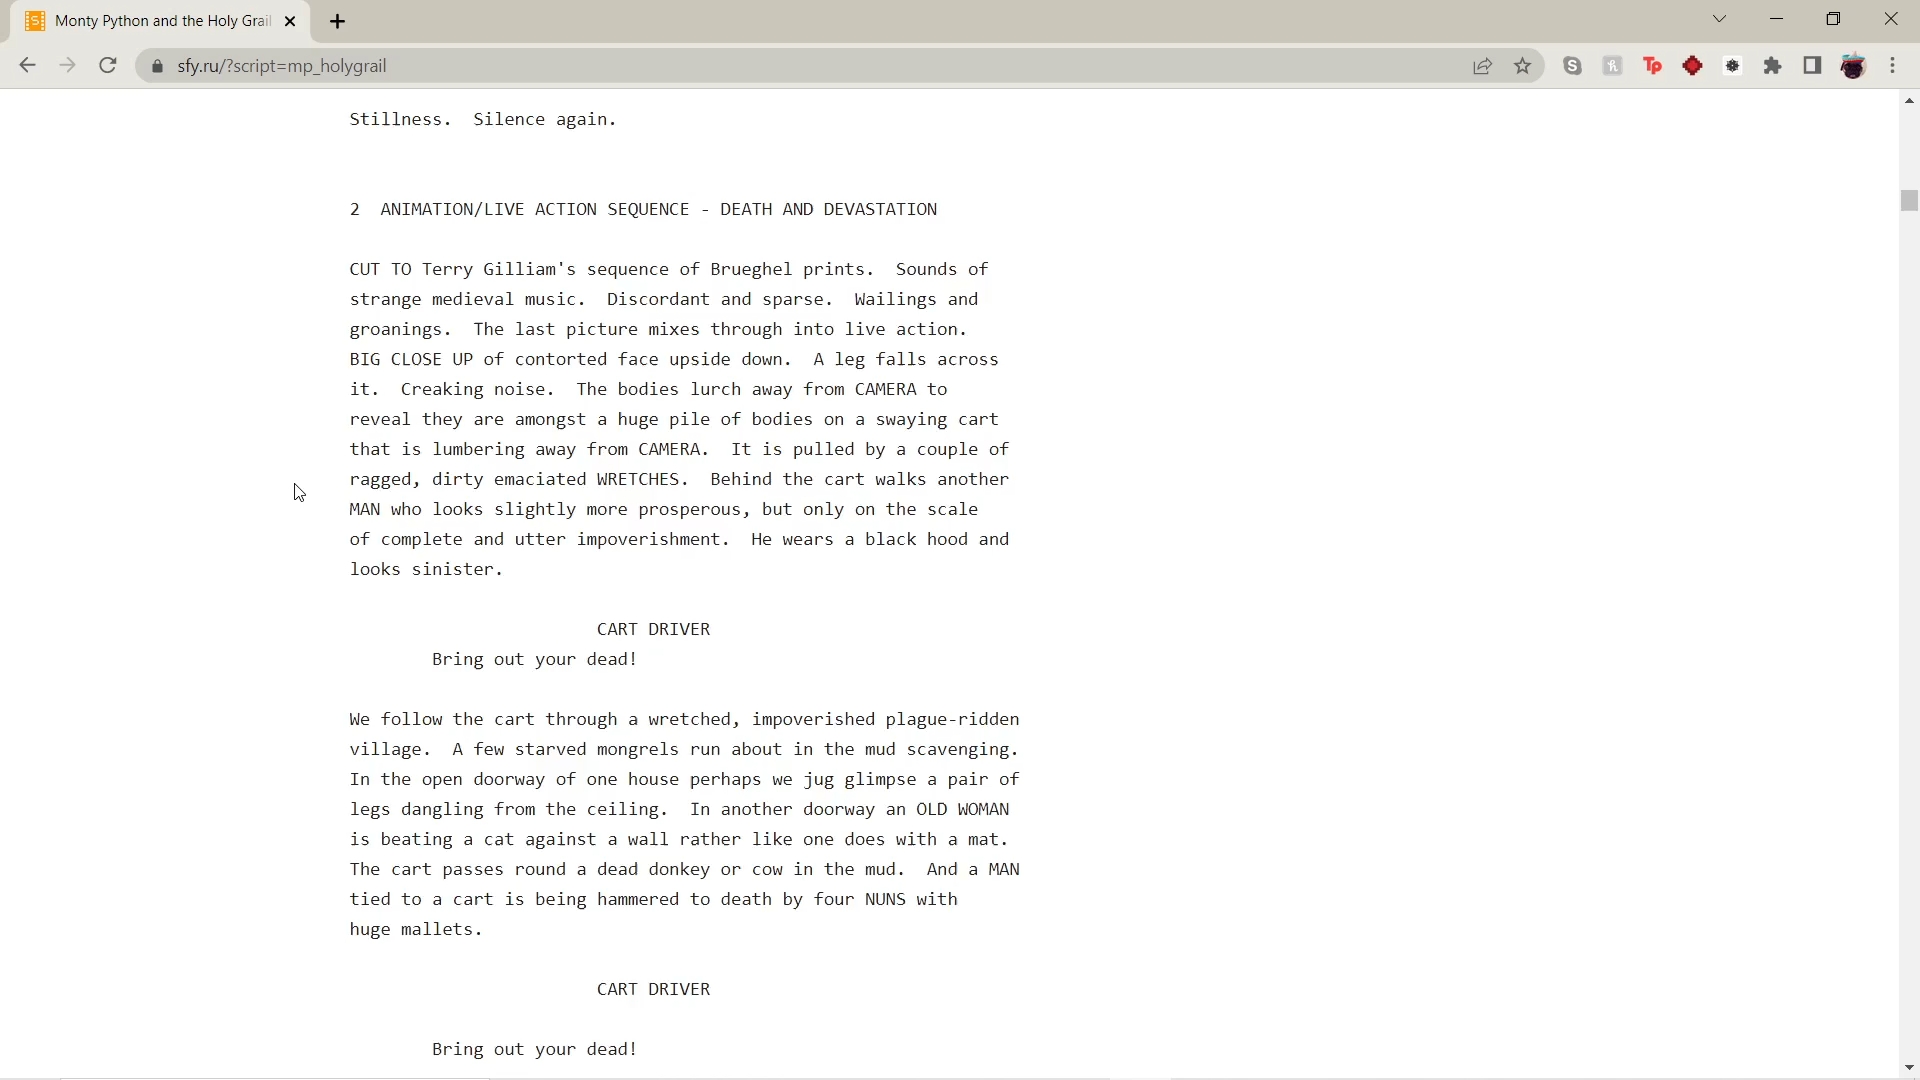 Monty Python and the Holy Grail
sfy.ru/?script=mp_holygrail
Stillness.  Silence again.
2  ANIMATION/LIVE ACTION SEQUENCE - DEATH AND DEVASTATION
CUT TO Terry Gilliam's sequence of Brueghel prints.  Sounds of
strange medieval music.  Discordant and sparse.  Wailings and
groanings.  The last picture mixes through into live action.
BIG CLOSE UP of contorted face upside down.  A leg falls across
it.  Creaking noise.  The bodies lurch away from CAMERA to
reveal they are amongst a huge pile of bodies on a swaying cart
that is lumbering away from CAMERA.  It is pulled by a couple of
ragged, dirty emaciated WRETCHES.  Behind the cart walks another
MAN who looks slightly more prosperous, but only on the scale
of complete and utter impoverishment.  He wears a black hood and
looks sinister.
CART DRIVER
Bring out your dead!
We follow the cart through a wretched, impoverished plague-ridden
village.  A few starved mongrels run about in the mud scavenging.
In the open doorway of one house perhaps we jug glimpse a pair of
legs dangling from the ceiling.  In another doorway an OLD WOMAN
is beating a cat against a wall rather like one does with a mat.
The cart passes round a dead donkey or cow in the mud.  And a MAN
tied to a cart is being hammered to death by four NUNS with
huge mallets.
CART DRIVER
Bring out your dead!